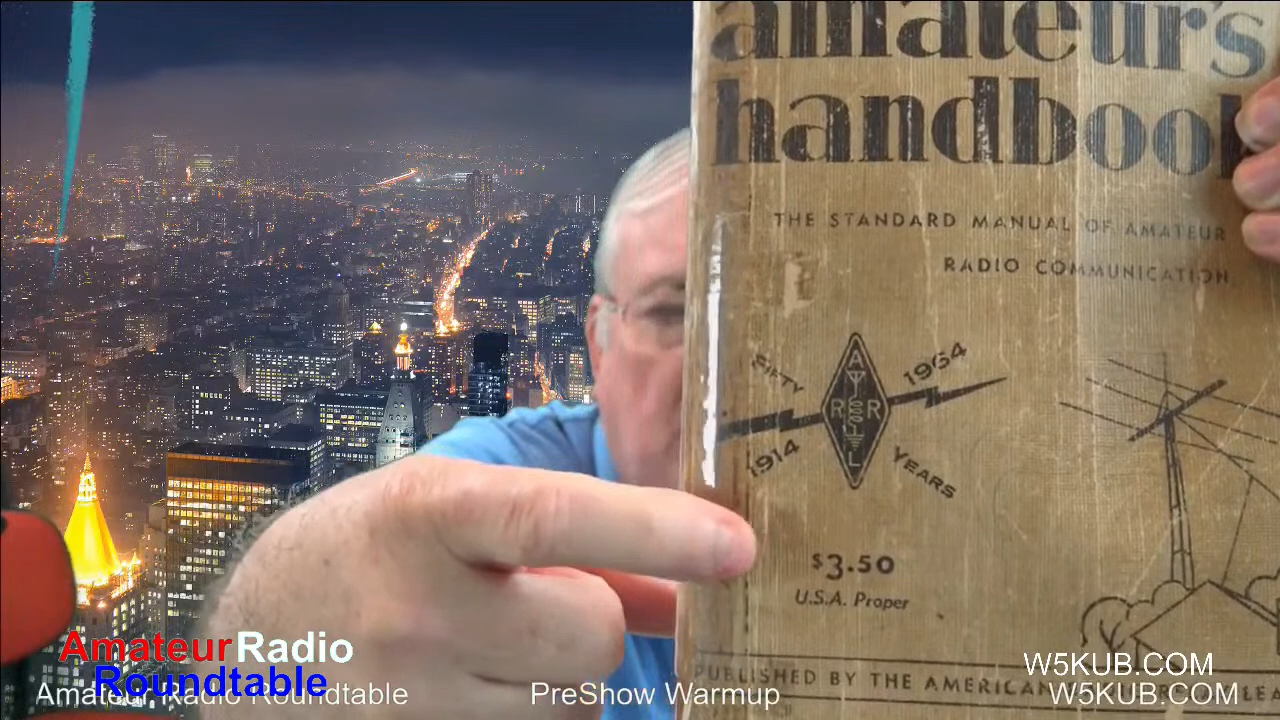 amateur's
handbook
THE STANDARD MANUAL OF AMATEUR
RADIO COMMUNICATION
FIFTY
1964
A
R R
L
1914
YEARS
$3.50
U.S.A. Proper
PUBLISHED BY THE AMERICAN
AmateurRadio
Roundtable
Amateur Radio Roundtable
PreShow Warmup
W5KUB.COM
W5KUB.COM